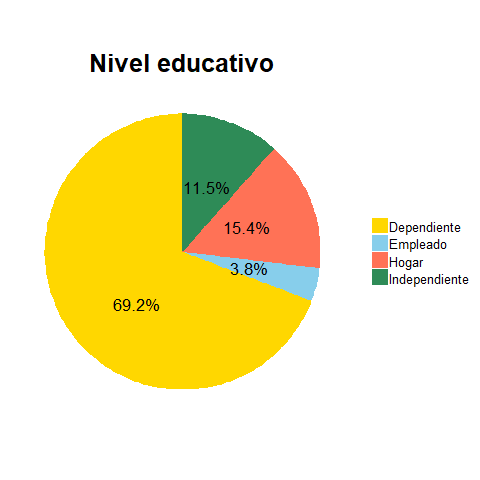 Nivel educativo
11.5%
15.4%
3.8%
69.2%
Dependiente
Empleado
Hogar
Independiente